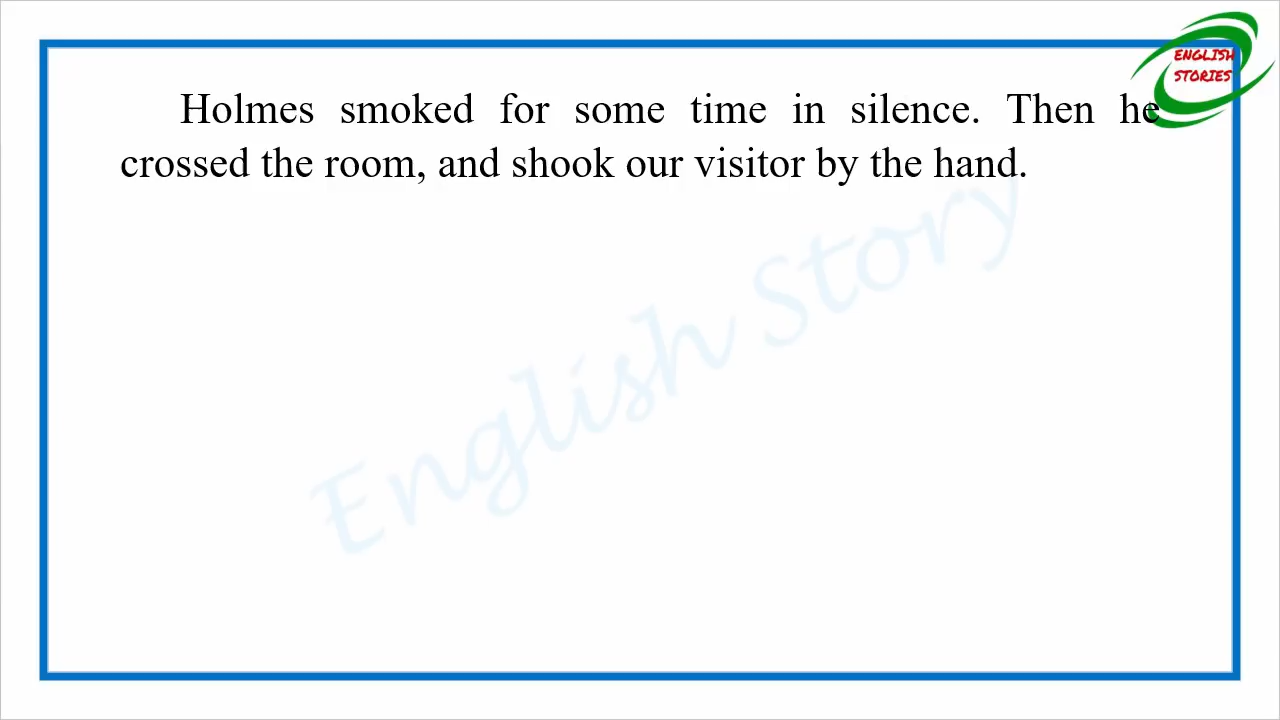 ENGLISH
STORIES
Holmes smoked for some time in silence. Then he
crossed the room, and shook our visitor by the hand.
English Story